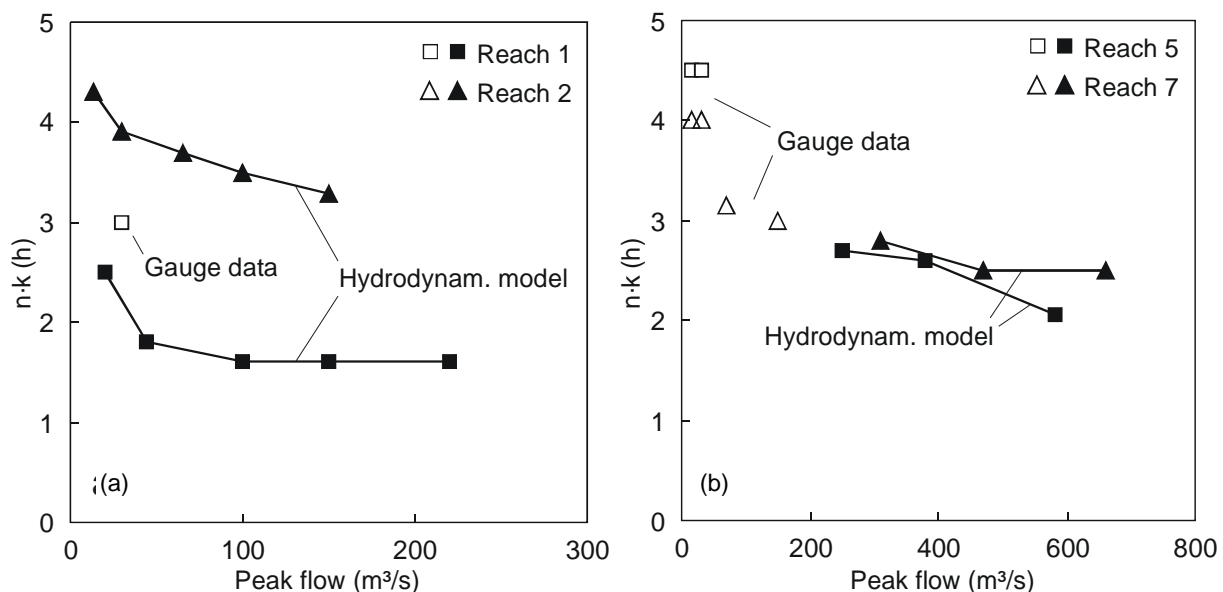 5
4
3
2
1
0
n·k (h)
Reach 1
Reach 2
Gauge data
Hydrodynam. model
(a)
0
100
200
300
Peak flow (m³/s)
5
4
3
2
1
0
n·k (h)
Reach 5
Reach 7
Gauge data
Hydrodynam. model
(b)
0
200
400
600
800
Peak flow (m³/s)